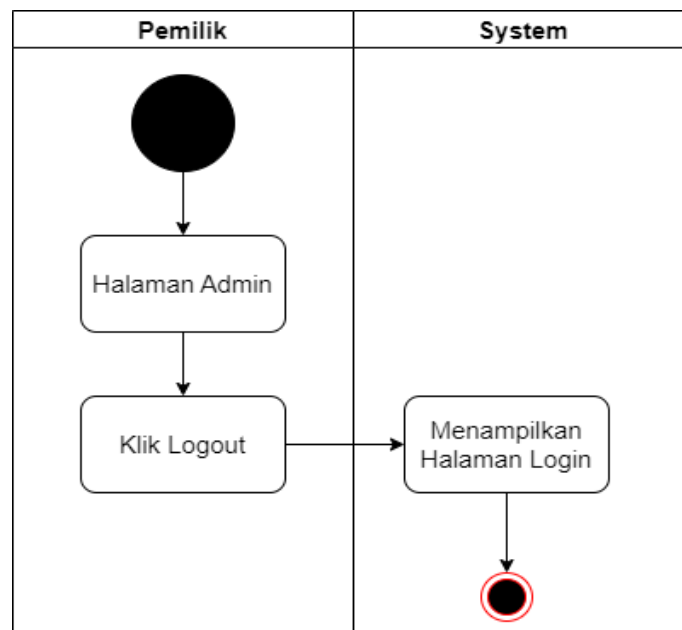 Pemilik
System
Halaman Admin
Klik Logout
Menampilkan
Halaman Login